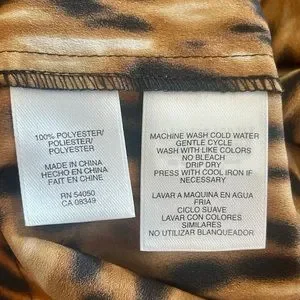 100% POLYESTER/
POLIESTER/
POLYESTER
MADE IN CHINA
HECHO EN CHINA
FAIT EN CHINE
RN 54050
CA 08349
MACHINE WASH COLD WATER
GENTLE CYCLE
WASH WITH LIKE COLORS
NO BLEACH
DRIP DRY
PRESS WITH COOL IRON IF
NECESSARY
LAVAR A MAQUINA EN AGUA
FRIA
CICLO SUAVE
LAVAR CON COLORES
SIMILARES
NO UTILIZAR BLANQUEADOR